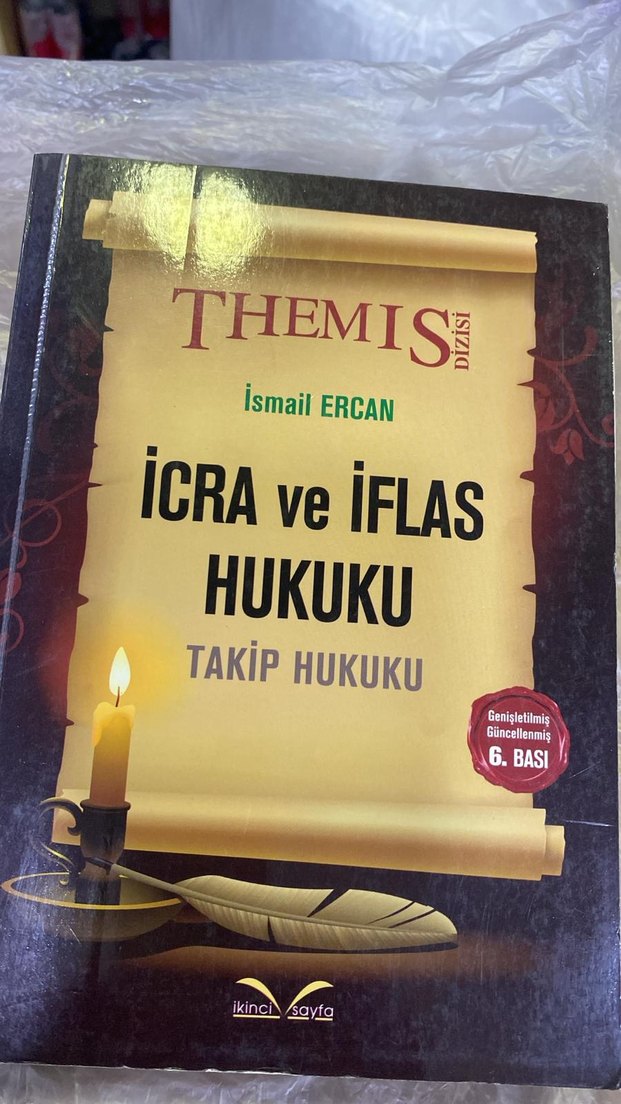 THEMIS DİZİSİ
İsmail ERCAN
İCRA ve İFLAS
HUKUKU
TAKİP HUKUKU
Genişletilmiş
Güncellenmiş
6. BASI
ikinci sayfa